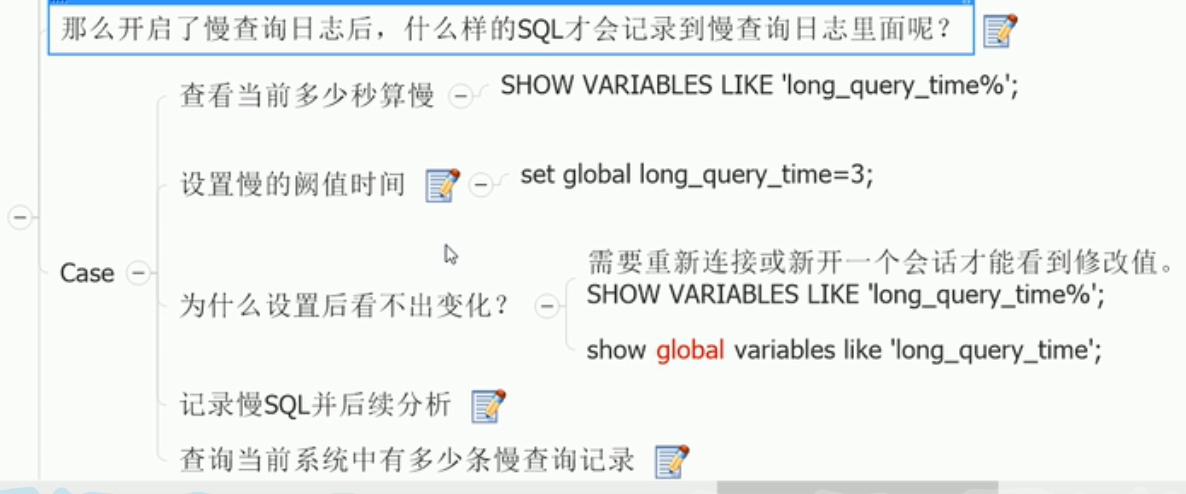 那么开启了慢查询日志后，什么样的SQL才会记录到慢查询日志里面呢？
查看当前多少秒算慢
SHOW VARIABLES LIKE 'long_query_time%';
设置慢的阙值时间
set global long_query_time=3;
Case
为什么设置后看不出变化？
需要重新连接或新开一个会话才能看到修改值。
SHOW VARIABLES LIKE 'long_query_time%';
show global variables like 'long_query_time';
记录慢SQL并后续分析
查询当前系统中有多少条慢查询记录